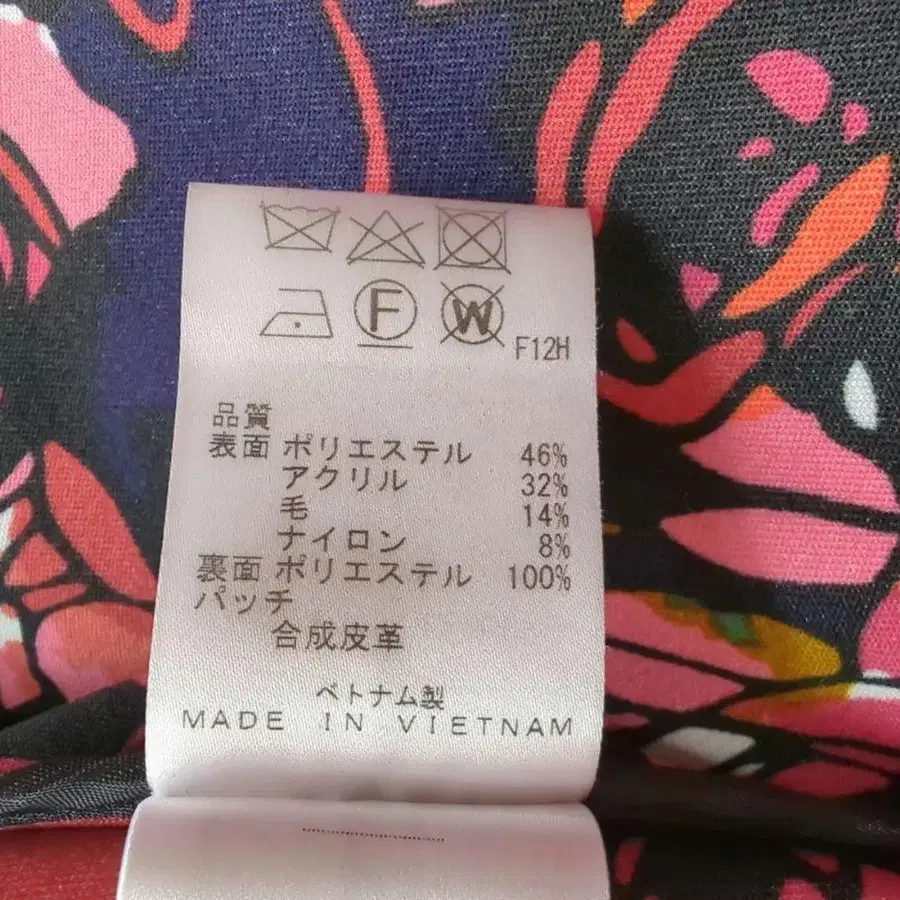 F
W
F12H
品質
表面 ポリエステル 46%
アクリル 32%
毛 14%
ナイロン 8%
裏面 ポリエステル 100%
パッチ
合成皮革
ベトナム製
MADE IN VIETNAM